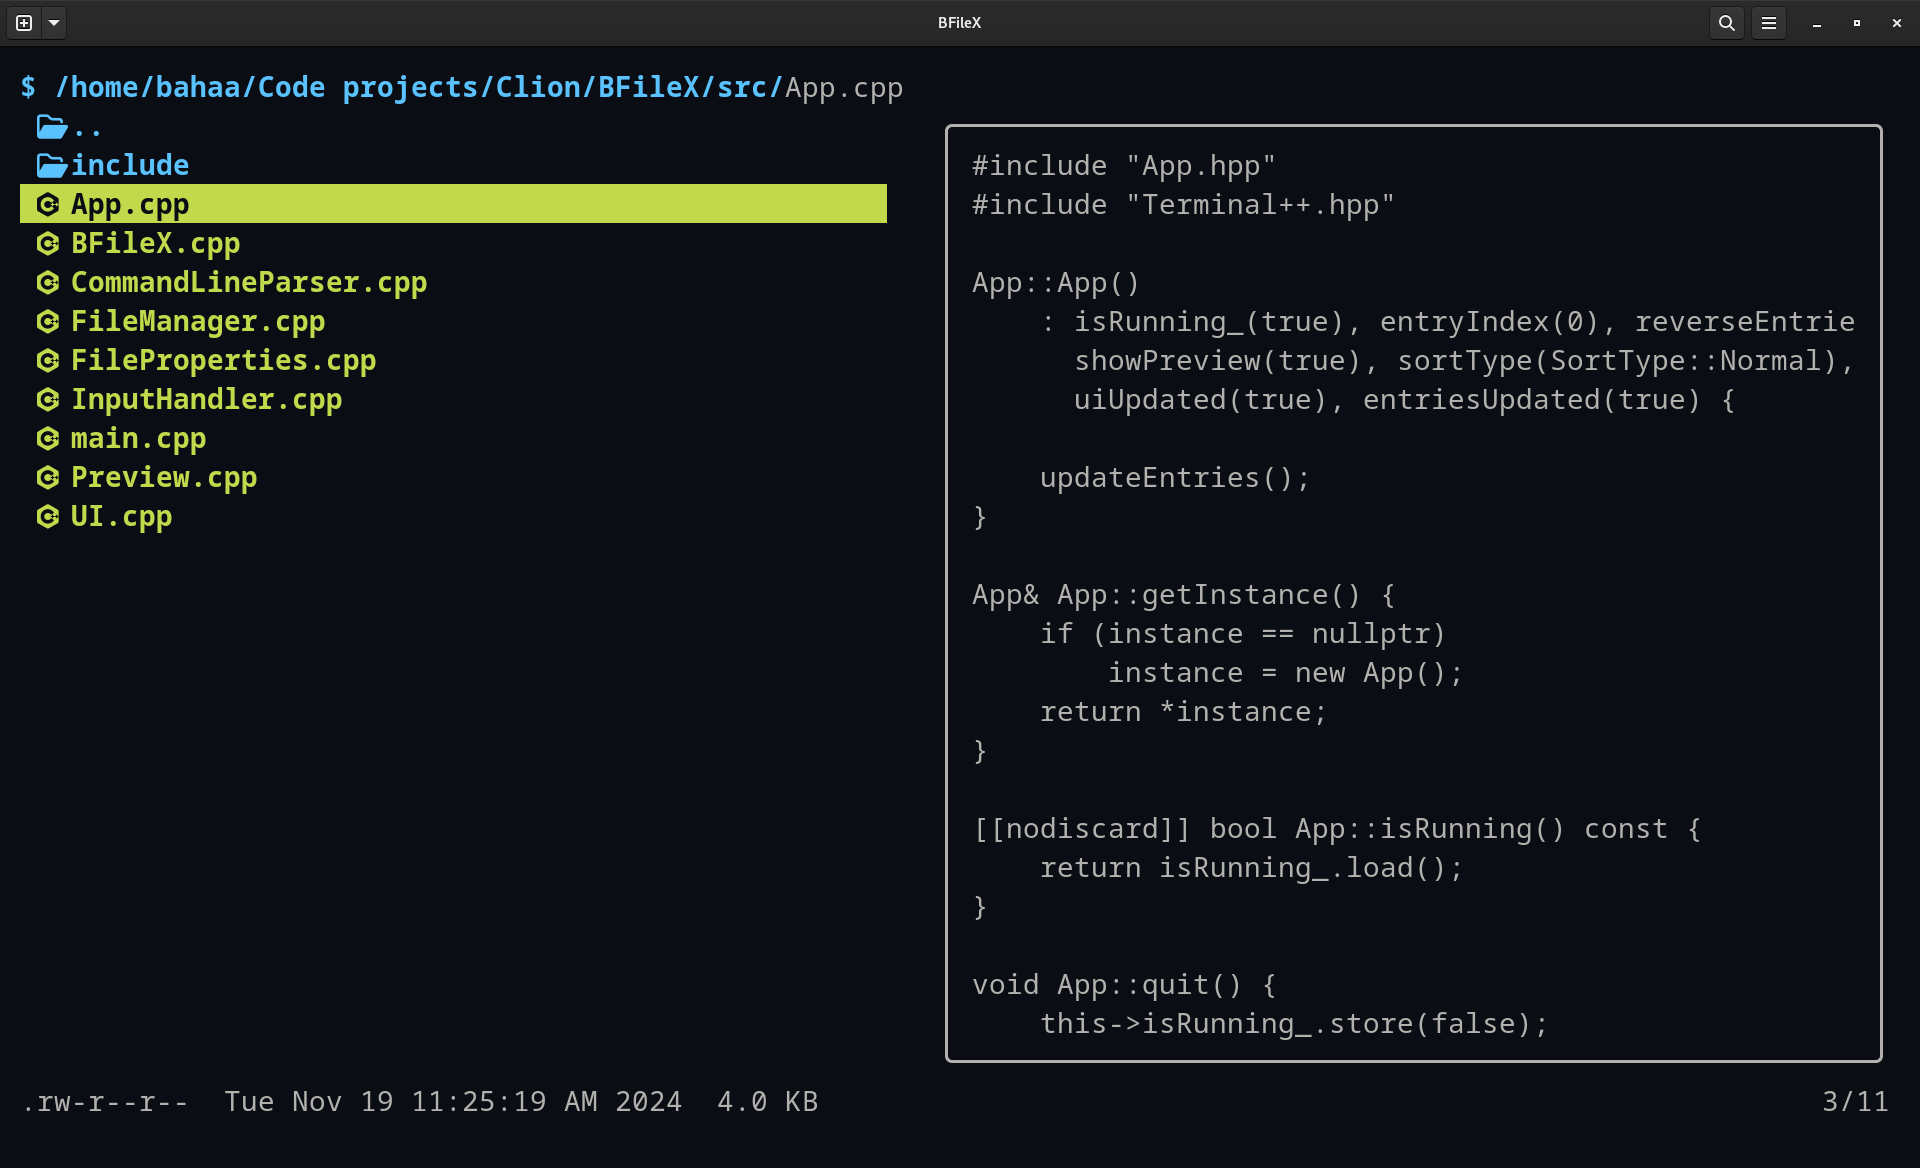 BFileX
$ /home/bahaa/Code projects/Clion/BFileX/src/App.cpp
..
include
App.cpp
BFileX.cpp
CommandLineParser.cpp
FileManager.cpp
FileProperties.cpp
InputHandler.cpp
main.cpp
Preview.cpp
UI.cpp
#include "App.hpp"
#include "Terminal++.hpp"
App::App()
    : isRunning_(true), entryIndex(0), reverseEntrie
      showPreview(true), sortType(SortType::Normal),
      uiUpdated(true), entriesUpdated(true) {
    updateEntries();
}
App& App::getInstance() {
    if (instance == nullptr)
        instance = new App();
    return *instance;
}
[[nodiscard]] bool App::isRunning() const {
    return isRunning_.load();
}
void App::quit() {
    this->isRunning_.store(false);
.rw-r--r--  Tue Nov 19 11:25:19 AM 2024  4.0 KB
3/11